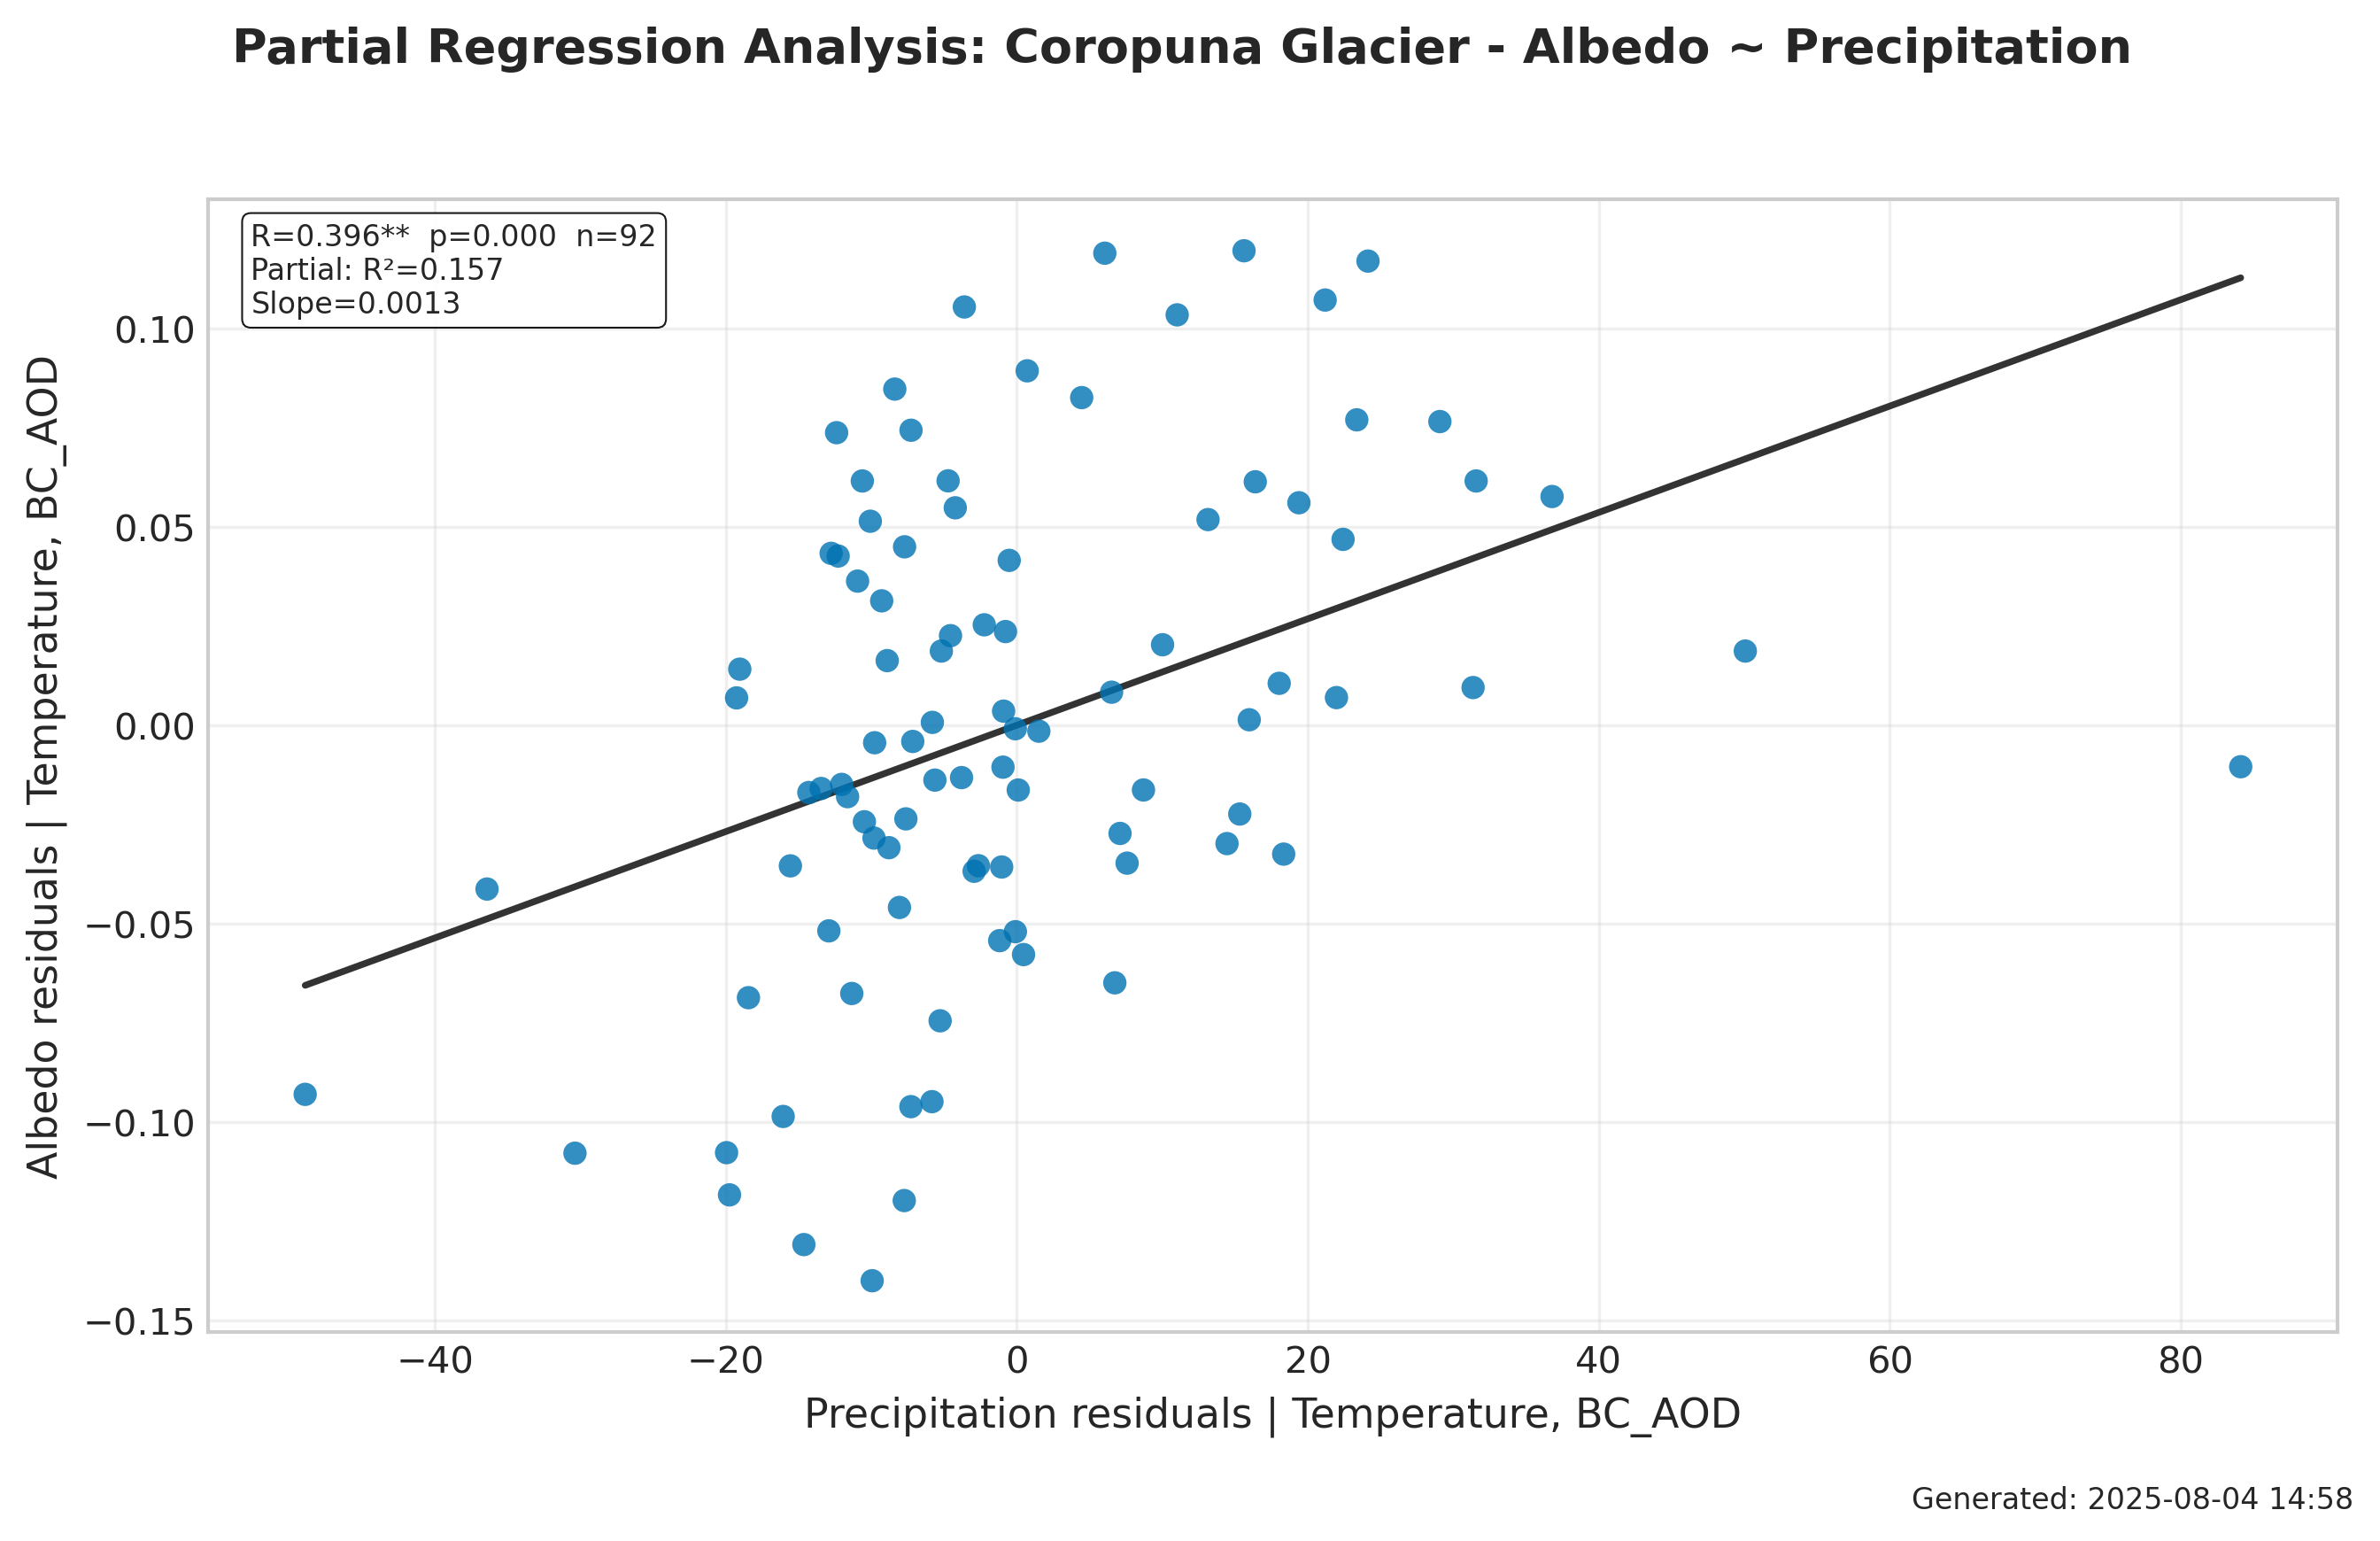 Partial Regression Analysis: Coropuna Glacier - Albedo ~ Precipitation
R=0.396**  p=0.000  n=92
Partial: R²=0.157
Slope=0.0013
Albedo residuals | Temperature, BC_AOD
0.10
0.05
0.00
−0.05
−0.10
−0.15
−40
−20
0
20
40
60
80
Precipitation residuals | Temperature, BC_AOD
Generated: 2025-08-04 14:58